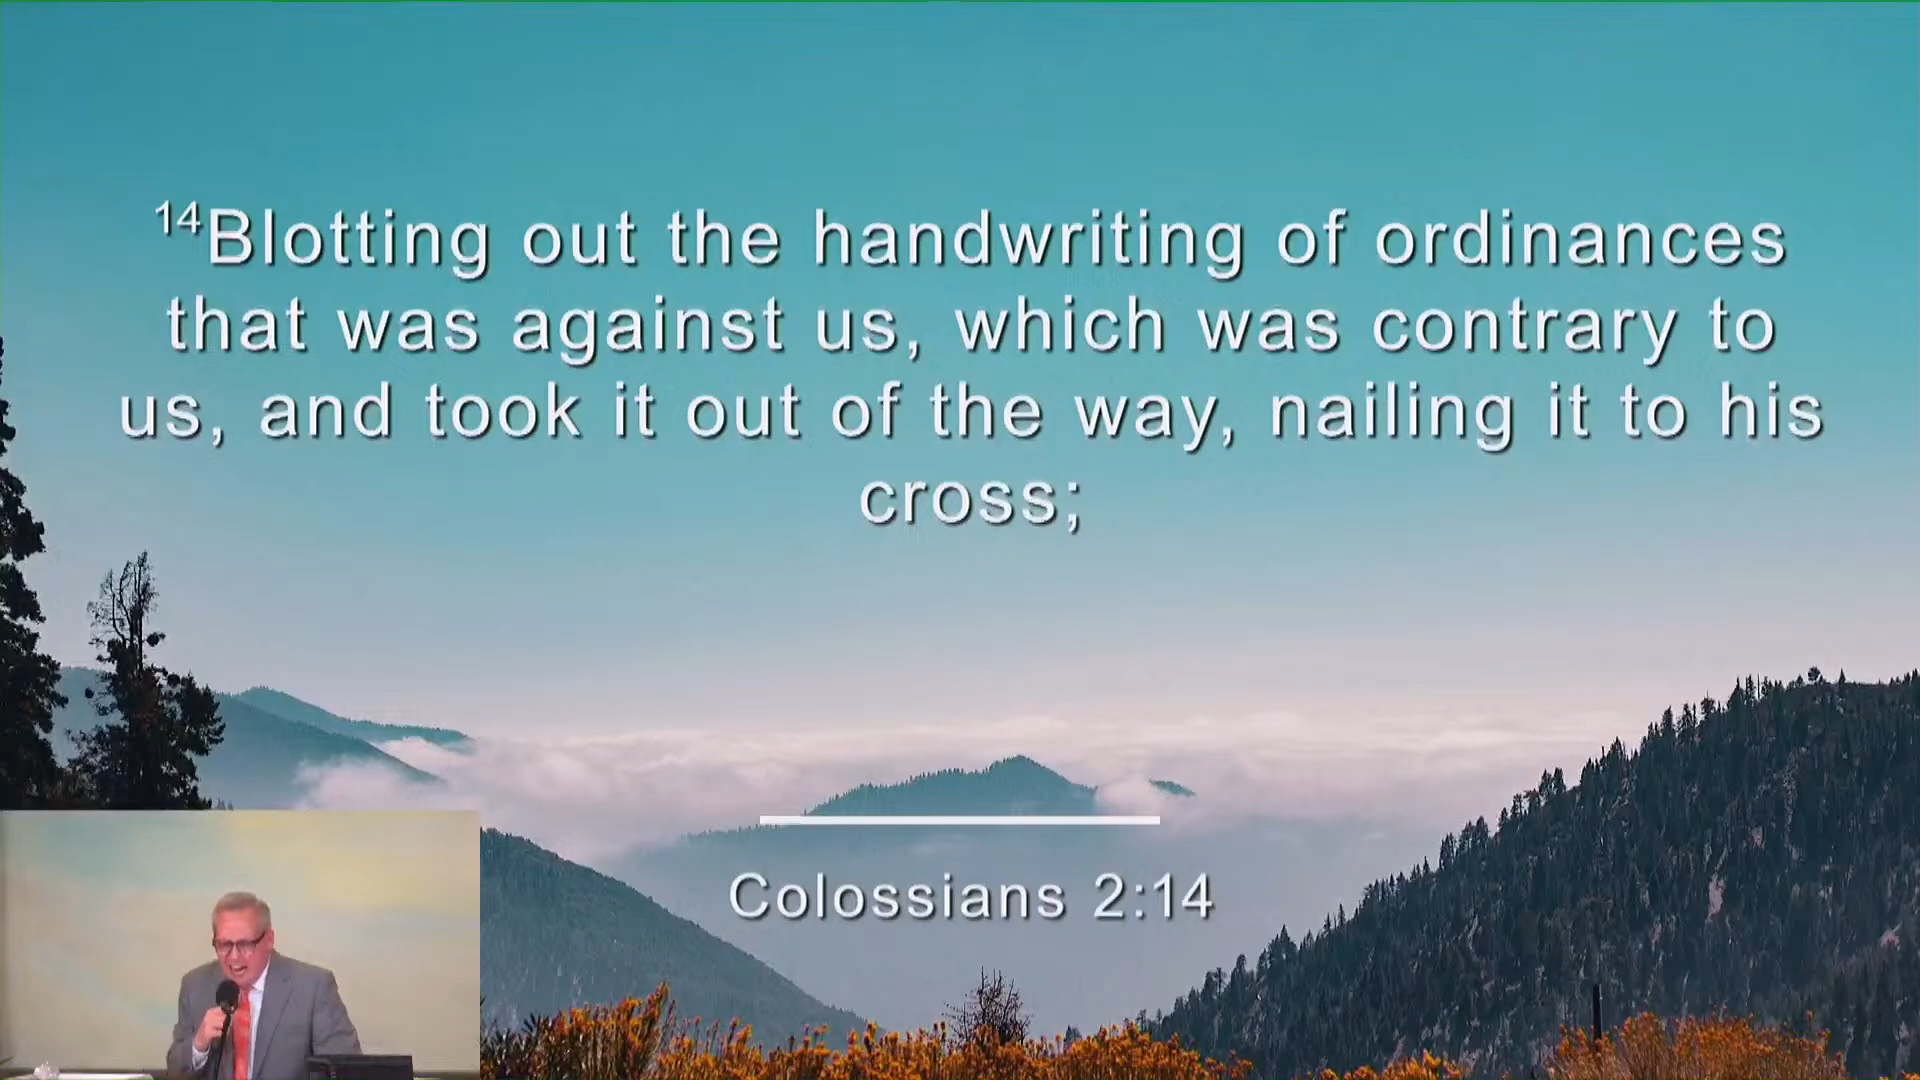 14Blotting out the handwriting of ordinances
that was against us, which was contrary to
us, and took it out of the way, nailing it to his
cross;
Colossians 2:14